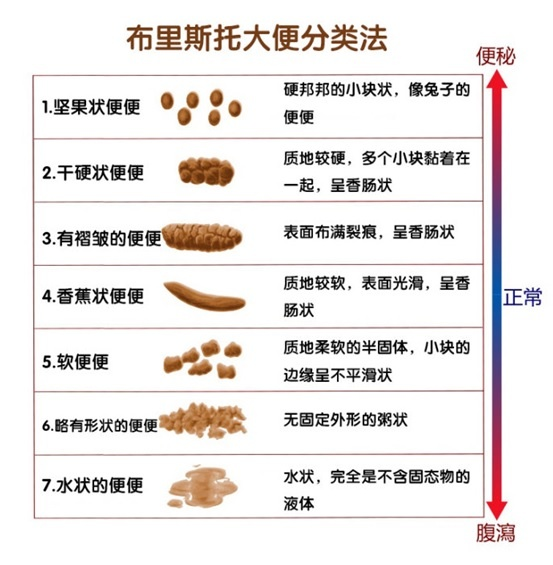 布里斯托大便分类法
便秘
1.坚果状便便
硬邦邦的小块状，像兔子的
便便
2.干硬状便便
质地较硬，多个小块黏着在
一起，呈香肠状
3.有褶皱的便便
表面布满裂痕，呈香肠状
4.香蕉状便便
质地较软，表面光滑，呈香
肠状
正常
5.软便便
质地柔软的半固体，小块的
边缘呈不平滑状
6.略有形状的便便
无固定外形的粥状
7.水状的便便
水状，完全是不含固态物的
液体
腹瀉